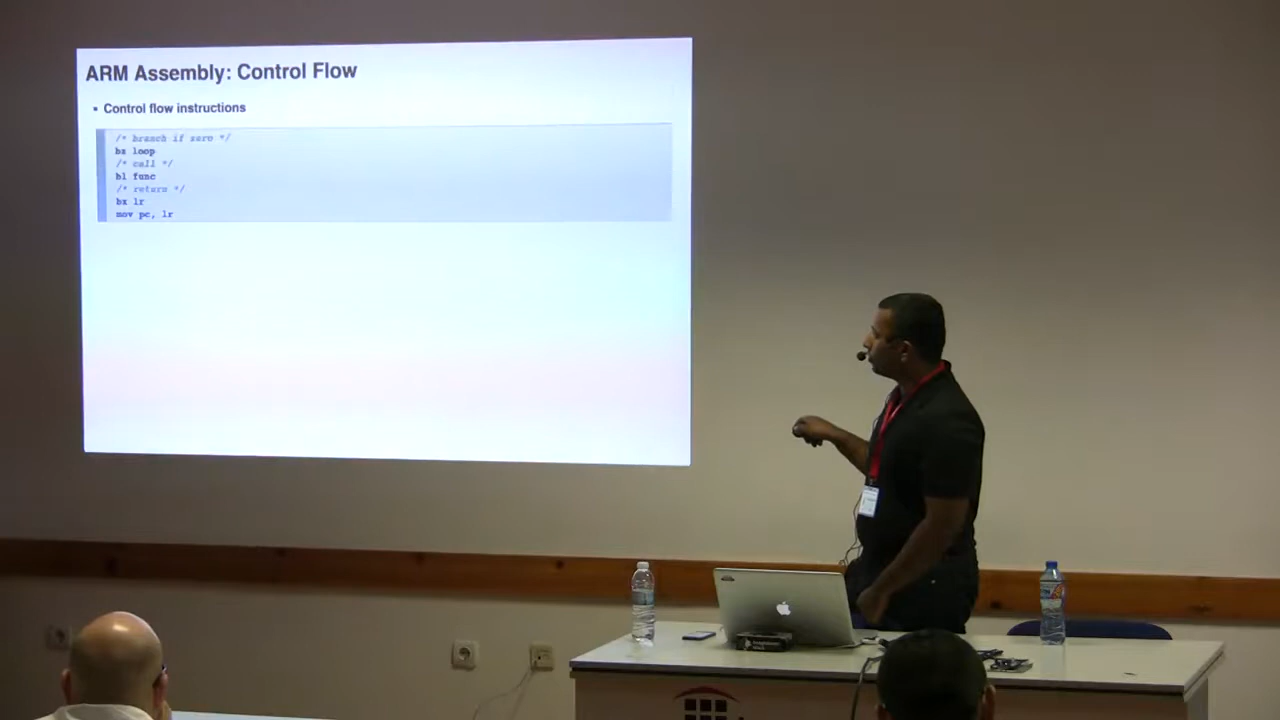 ARM Assembly: Control Flow
▪ Control flow instructions
/* branch if zero */
bz loop
/* call */
bl func
/* return */
bx lr
mov pc, lr